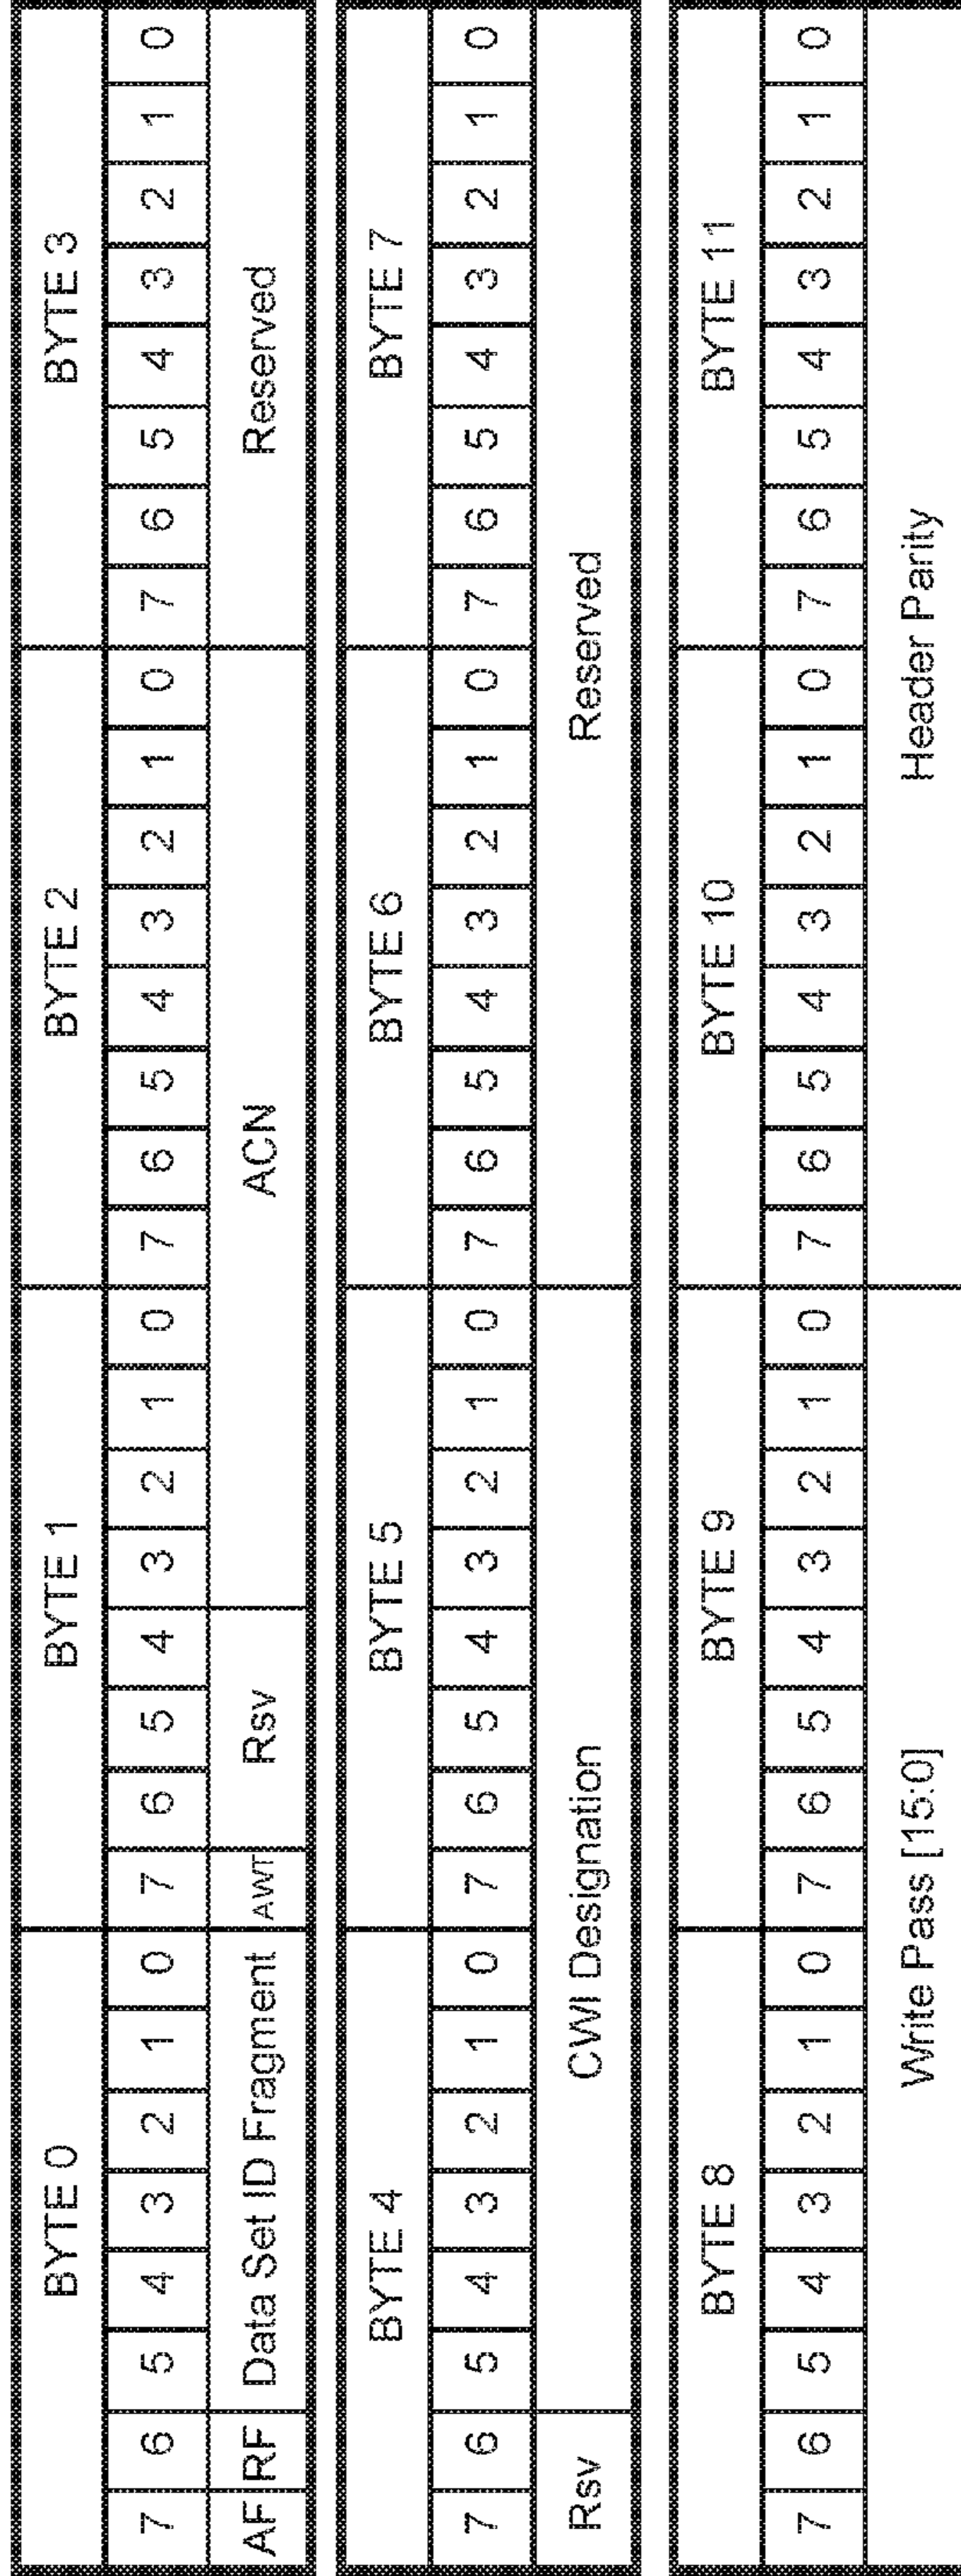 BYTE 0 BYTE 1 BYTE 2 BYTE 3
7 6 5 4 3 2 1 0 7 6 5 4 3 2 1 0 7 6 5 4 3 2 1 0 7 6 5 4 3 2 1 0
AF RF Data Set ID Fragment AWT Rsv ACN Reserved
BYTE 4 BYTE 5 BYTE 6 BYTE 7
7 6 5 4 3 2 1 0 7 6 5 4 3 2 1 0 7 6 5 4 3 2 1 0 7 6 5 4 3 2 1 0
Rsv CWI Designation Reserved
BYTE 8 BYTE 9 BYTE 10 BYTE 11
7 6 5 4 3 2 1 0 7 6 5 4 3 2 1 0 7 6 5 4 3 2 1 0 7 6 5 4 3 2 1 0
Write Pass [15:0] Header Parity